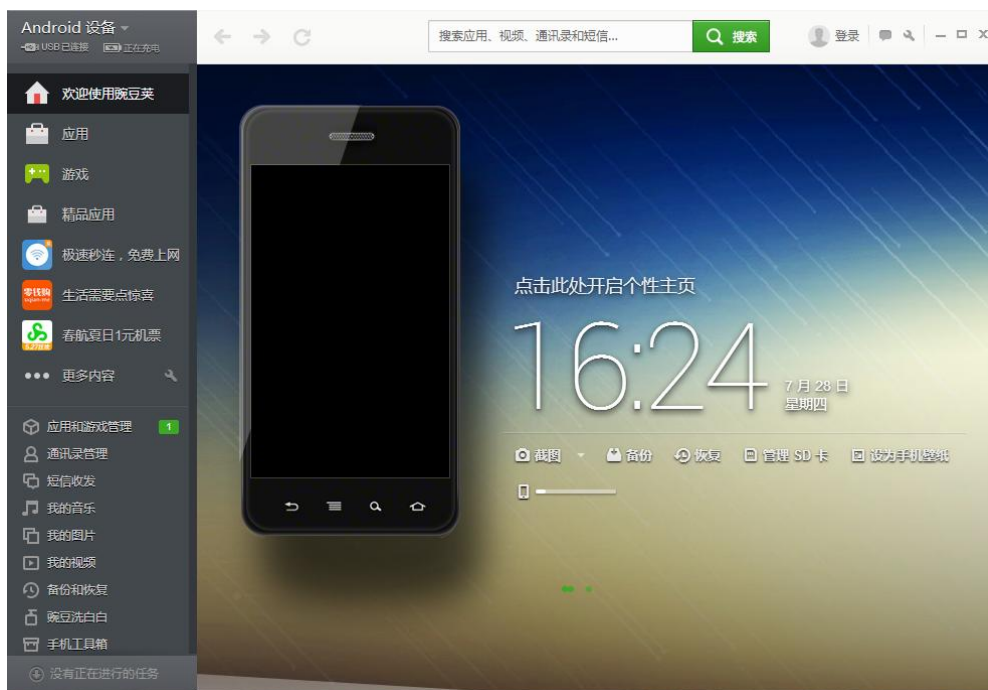 Android 设备
USB已连接 正在充电
搜索应用、视频、通讯录和短信...
搜索
登录
欢迎使用豌豆荚
应用
游戏
精品应用
极速秒连，免费上网
零钱购
生活需要点惊喜
春航夏日1元机票
更多内容
应用和游戏管理 1
通讯录管理
短信收发
我的音乐
我的图片
我的视频
备份和恢复
豌豆洗白白
手机工具箱
没有正在进行的任务
点击此处开启个性主页
16:24
7 月 28 日
星期四
截图
备份
恢复
管理 SD 卡
设为手机壁纸